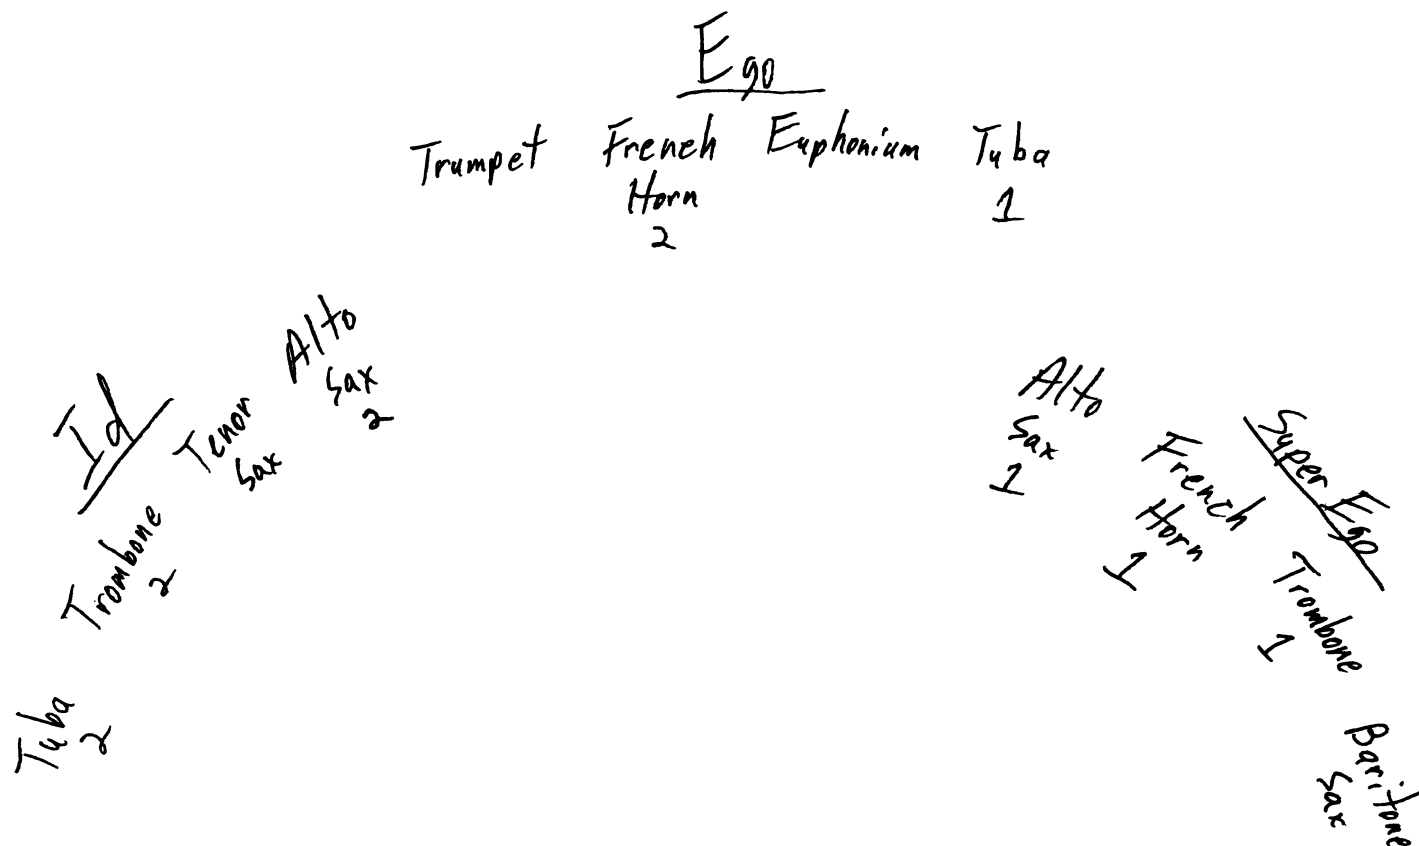 Ego
Trumpet French Euphonium Tuba
Horn 1
2
Id
Tuba
2
Trombone
2
Tenor
Sax
Alto
Sax
2
Super Ego
Alto
Sax
1
French
Horn
1
Trombone
1
Baritone
Sax